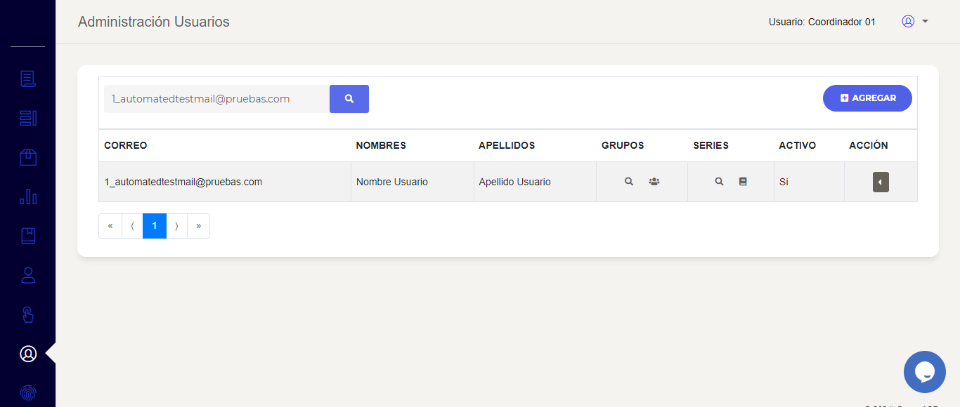 Administración Usuarios
Usuario: Coordinador 01
1_automatedtestmail@pruebas.com
AGREGAR
CORREO NOMBRES APELLIDOS GRUPOS SERIES ACTIVO ACCIÓN
1_automatedtestmail@pruebas.com Nombre Usuario Apellido Usuario Si
« ⟨ 1 ⟩ »